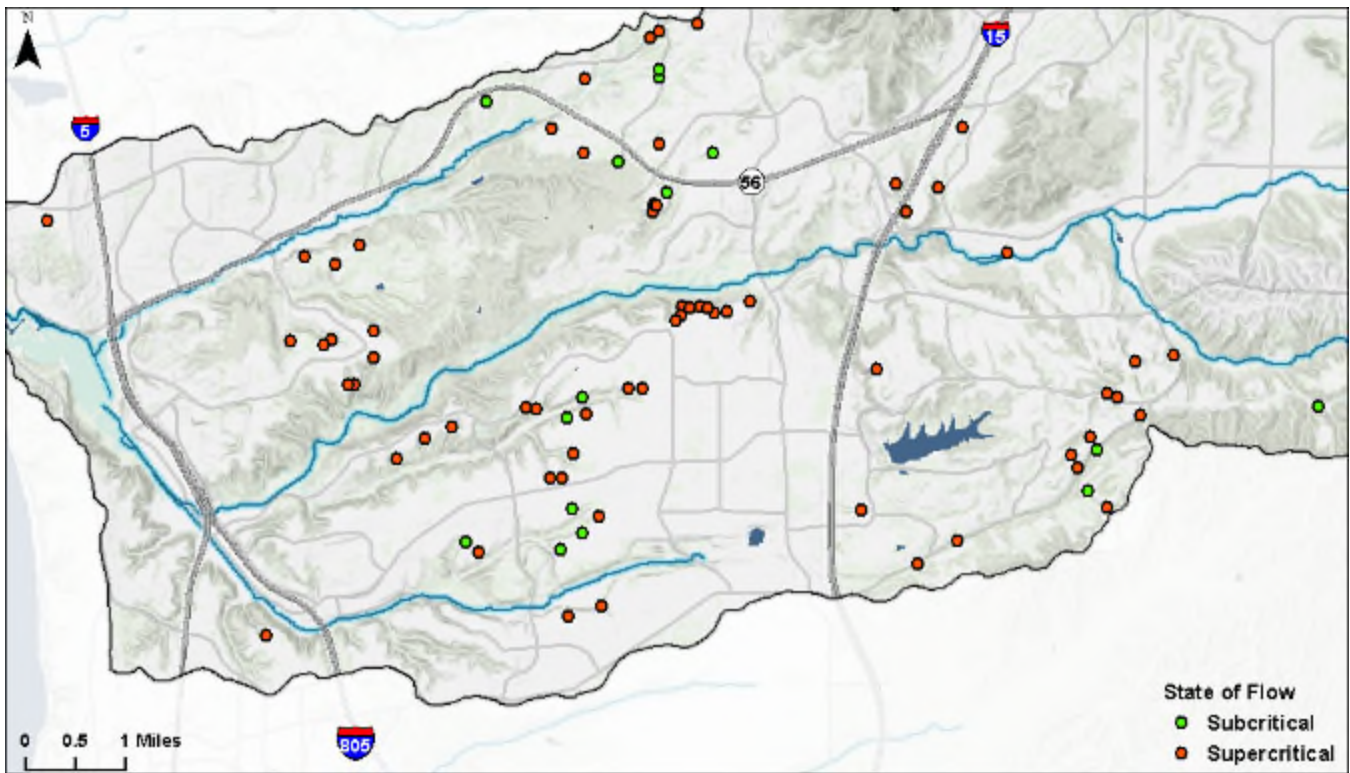 N
15
5
56
State of Flow
Subcritical
0 0.5 1 Miles
805
Supercritical